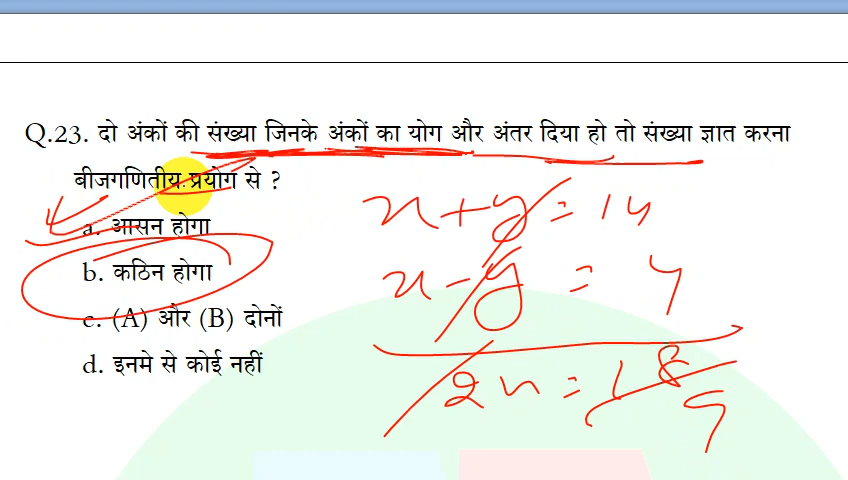 Q.23. दो अंकों की संख्या जिनके अंकों का योग और अंतर दिया हो तो संख्या ज्ञात करना
बीजगणितीय प्रयोग से ?
a. आसन होगा
b. कठिन होगा
c. (A) और (B) दोनों
d. इनमे से कोई नहीं
x + y = 14
x - y = 4
2x = 18
9